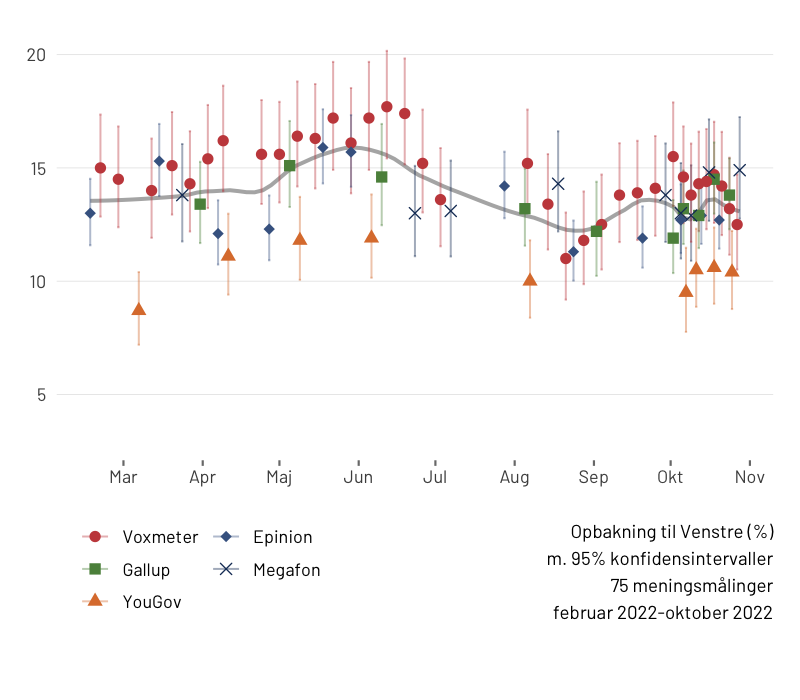 20
15
10
5
Mar Apr Maj Jun Jul Aug Sep Okt Nov
Voxmeter Epinion
Gallup Megafon
YouGov
Opbakning til Venstre (%)
m. 95% konfidensintervaller
75 meningsmålinger
februar 2022-oktober 2022